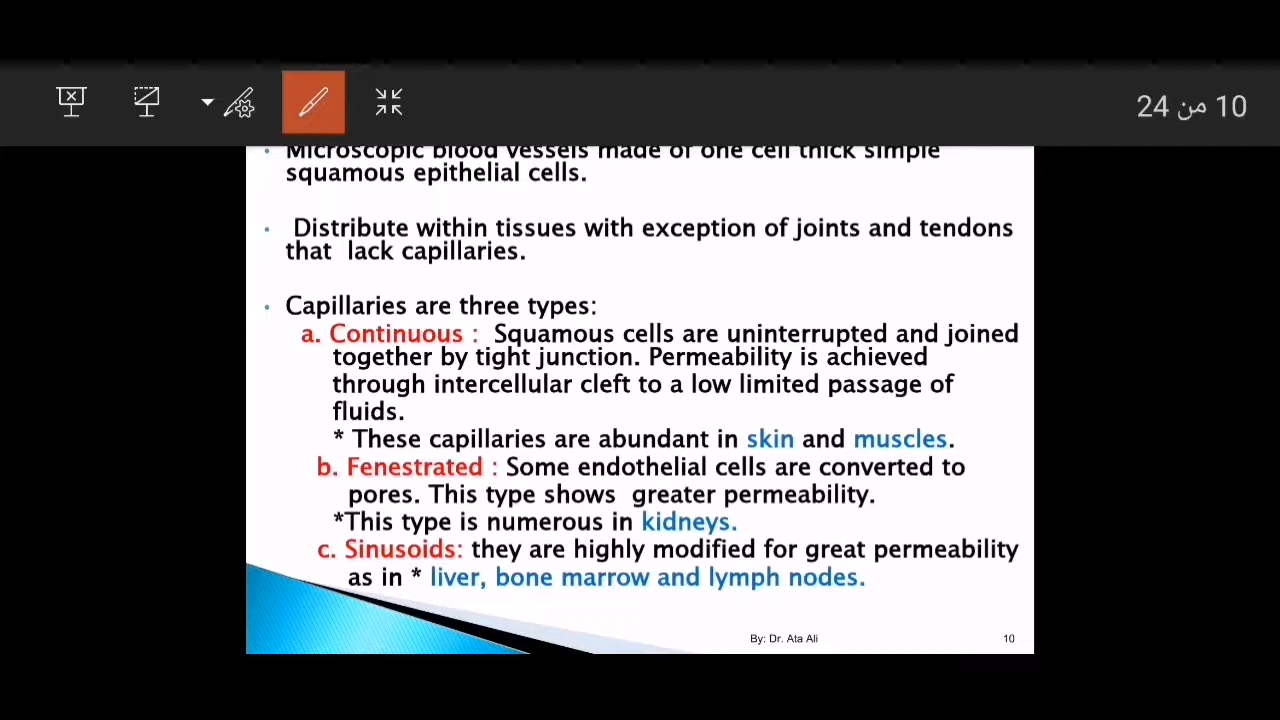 10 من 24
• Microscopic blood vessels made of one cell thick simple
squamous epithelial cells.
• Distribute within tissues with exception of joints and tendons
that lack capillaries.
• Capillaries are three types:
a. Continuous : Squamous cells are uninterrupted and joined
together by tight junction. Permeability is achieved
through intercellular cleft to a low limited passage of
fluids.
* These capillaries are abundant in skin and muscles.
b. Fenestrated : Some endothelial cells are converted to
pores. This type shows greater permeability.
*This type is numerous in kidneys.
c. Sinusoids: they are highly modified for great permeability
as in * liver, bone marrow and lymph nodes.
By: Dr. Ata Ali
10